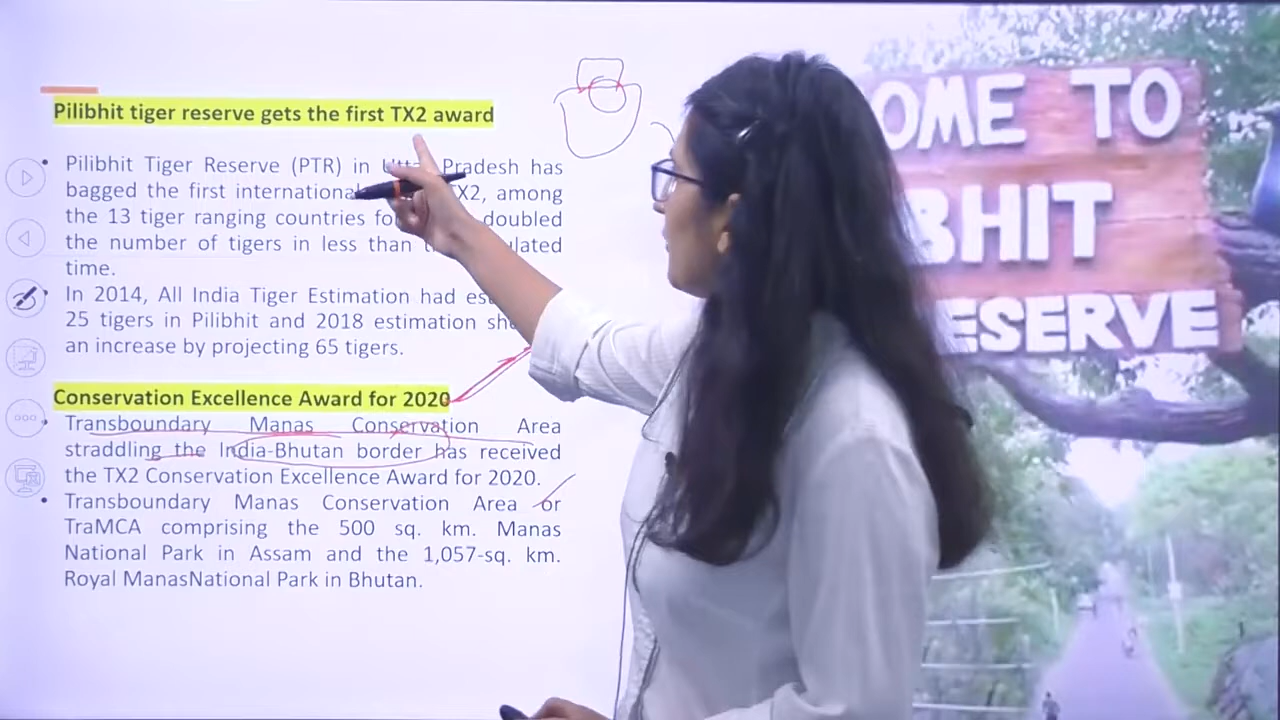 Pilibhit tiger reserve gets the first TX2 award
Pilibhit Tiger Reserve (PTR) in Pradesh has
bagged the first international TX2, among
the 13 tiger ranging countries doubled
the number of tigers in less than
time.
In 2014, All India Tiger Estimation had
25 tigers in Pilibhit and 2018 estimation
an increase by projecting 65 tigers.
Conservation Excellence Award for 2020
Transboundary Manas Conservation Area
straddling the India-Bhutan border has received
the TX2 Conservation Excellence Award for 2020.
Transboundary Manas Conservation Area or
TraMCA comprising the 500 sq. km. Manas
National Park in Assam and the 1,057-sq. km.
Royal ManasNational Park in Bhutan.
OME TO
BHIT
ESERVE